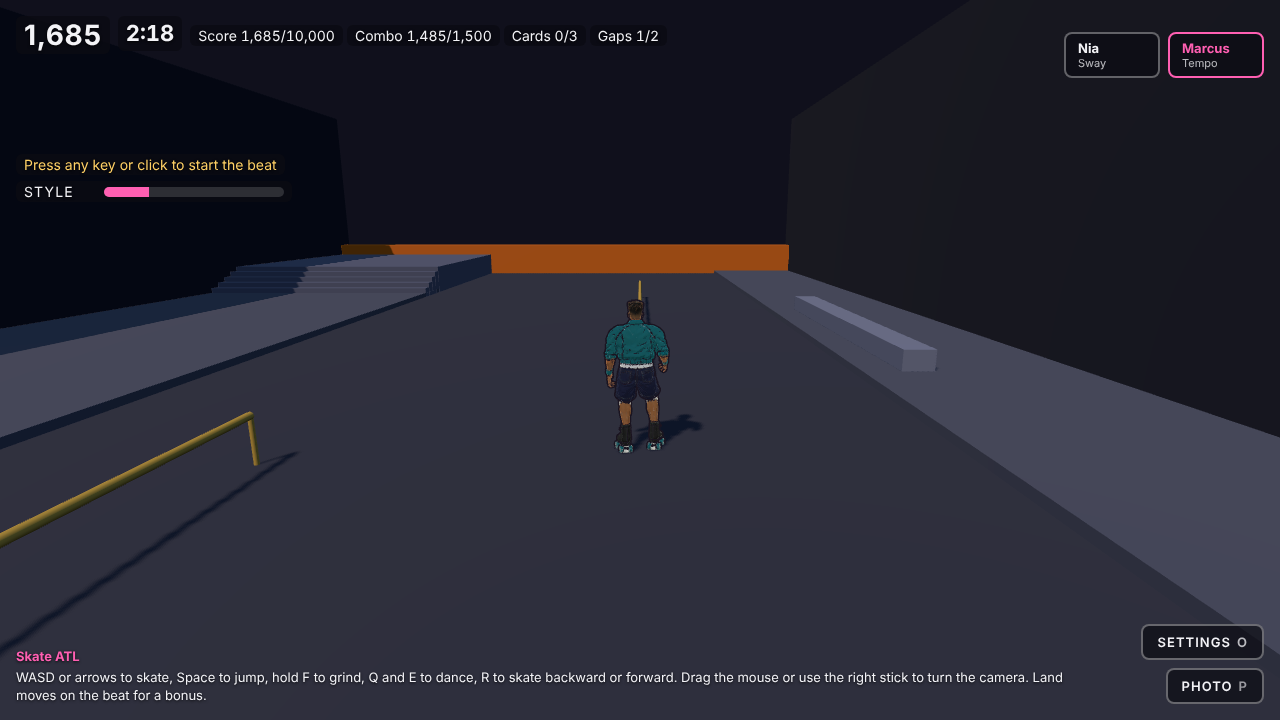 1,685
2:18
Score 1,685/10,000
Combo 1,485/1,500
Cards 0/3
Gaps 1/2
Nia
Sway
Marcus
Tempo
Press any key or click to start the beat
STYLE
SETTINGS O
PHOTO P
Skate ATL
WASD or arrows to skate, Space to jump, hold F to grind, Q and E to dance, R to skate backward or forward. Drag the mouse or use the right stick to turn the camera. Land
moves on the beat for a bonus.